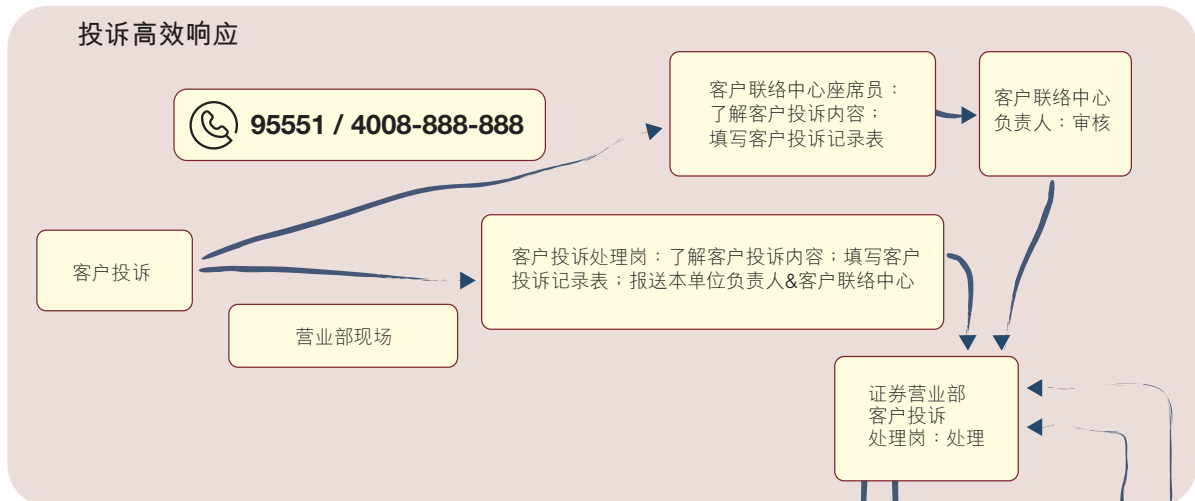 投诉高效响应
95551 / 4008-888-888
客户联络中心座席员：
了解客户投诉内容；
填写客户投诉记录表
客户联络中心
负责人：审核
客户投诉
客户投诉处理岗：了解客户投诉内容；填写客户
投诉记录表；报送本单位负责人&客户联络中心
营业部现场
证券营业部
客户投诉
处理岗：处理